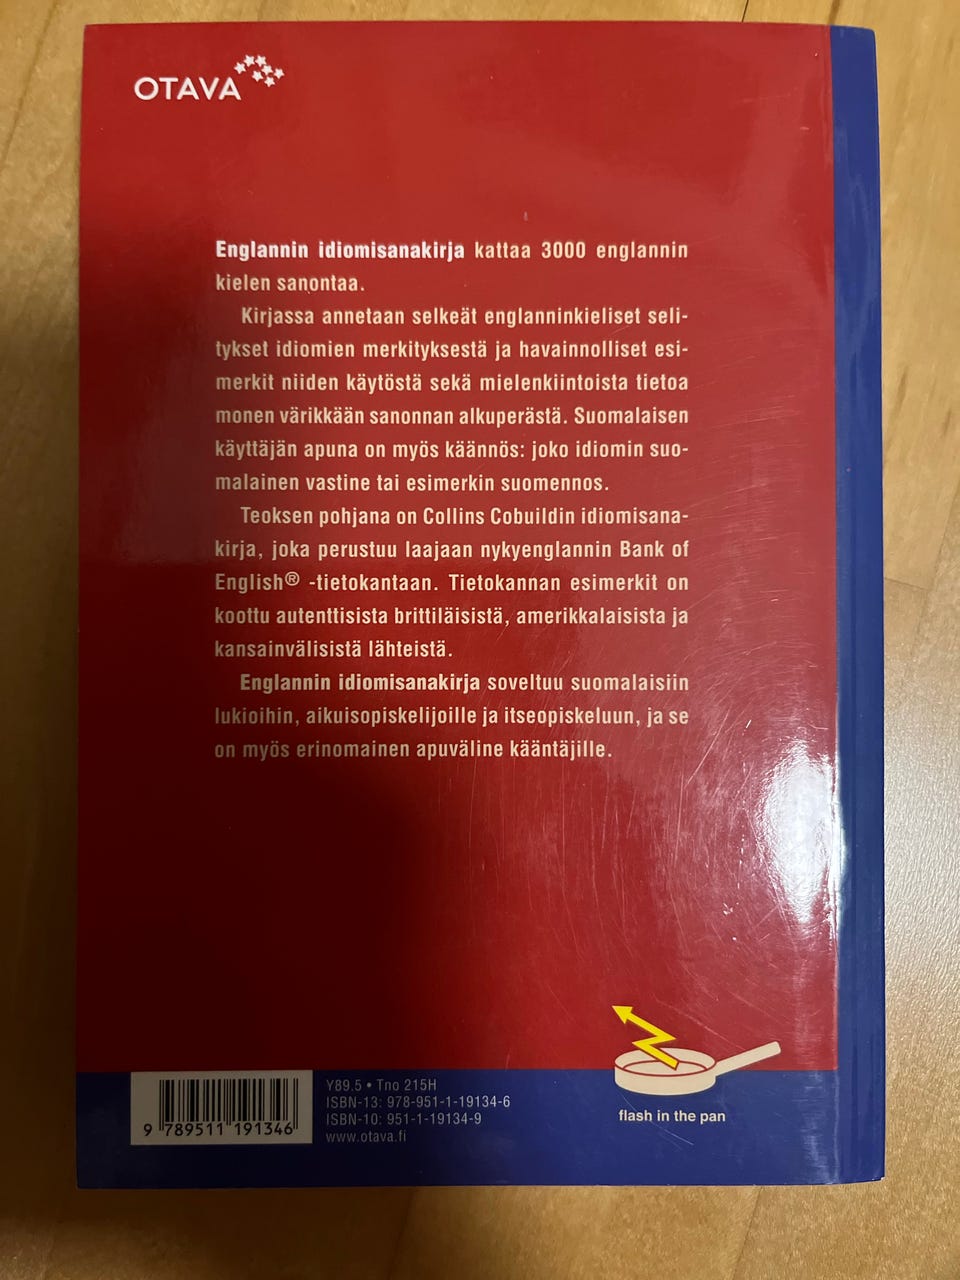 OTAVA
Englannin idiomisanakirja kattaa 3000 englannin
kielen sanontaa.
Kirjassa annetaan selkeät englanninkieliset seli-
tykset idiomien merkityksestä ja havainnolliset esi-
merkit niiden käytöstä sekä mielenkiintoista tietoa
monen värikkään sanonnan alkuperästä. Suomalaisen
käyttäjän apuna on myös käännös: joko idiomin suo-
malainen vastine tai esimerkin suomennos.
Teoksen pohjana on Collins Cobuildin idiomisana-
kirja, joka perustuu laajaan nykyenglannin Bank of
English® -tietokantaan. Tietokannan esimerkit on
koottu autenttisista brittiläisistä, amerikkalaisista ja
kansainvälisistä lähteistä.
Englannin idiomisanakirja soveltuu suomalaisiin
lukioihin, aikuisopiskelijoille ja itseopiskeluun, ja se
on myös erinomainen apuväline kääntäjille.
flash in the pan
9 789511 191346
Y89.5 • Tno 215H
ISBN-13: 978-951-1-19134-6
ISBN-10: 951-1-19134-9
www.otava.fi